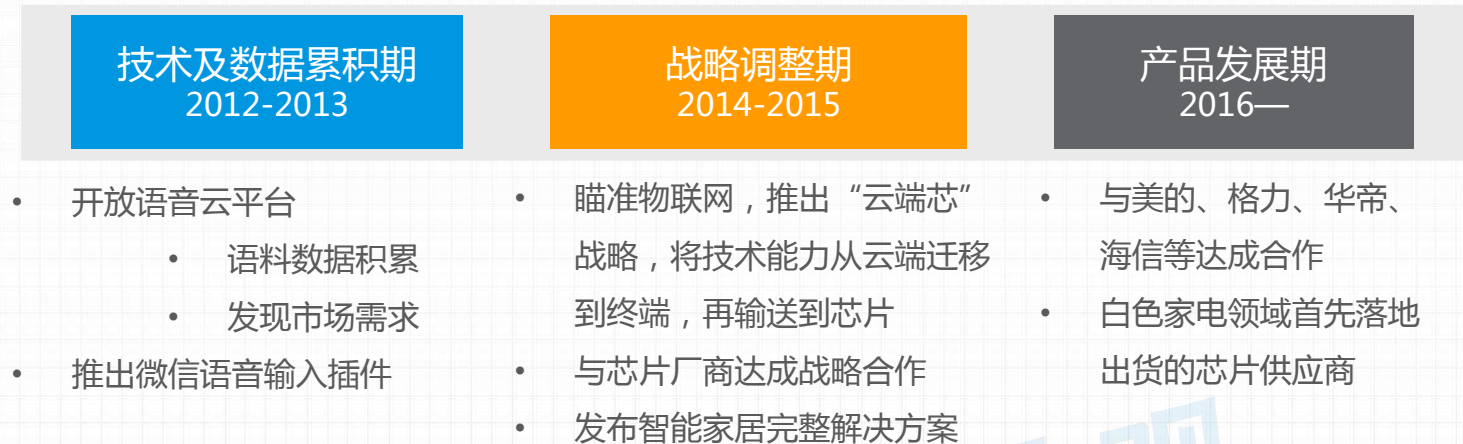 技术及数据累积期
2012-2013
• 开放语音云平台
• 语料数据积累
• 发现市场需求
• 推出微信语音输入插件
战略调整期
2014-2015
• 瞄准物联网，推出“云端芯”
战略，将技术能力从云端迁移
到终端，再输送到芯片
• 与芯片厂商达成战略合作
• 发布智能家居完整解决方案
产品发展期
2016—
• 与美的、格力、华帝、
海信等达成合作
• 白色家电领域首先落地
出货的芯片供应商